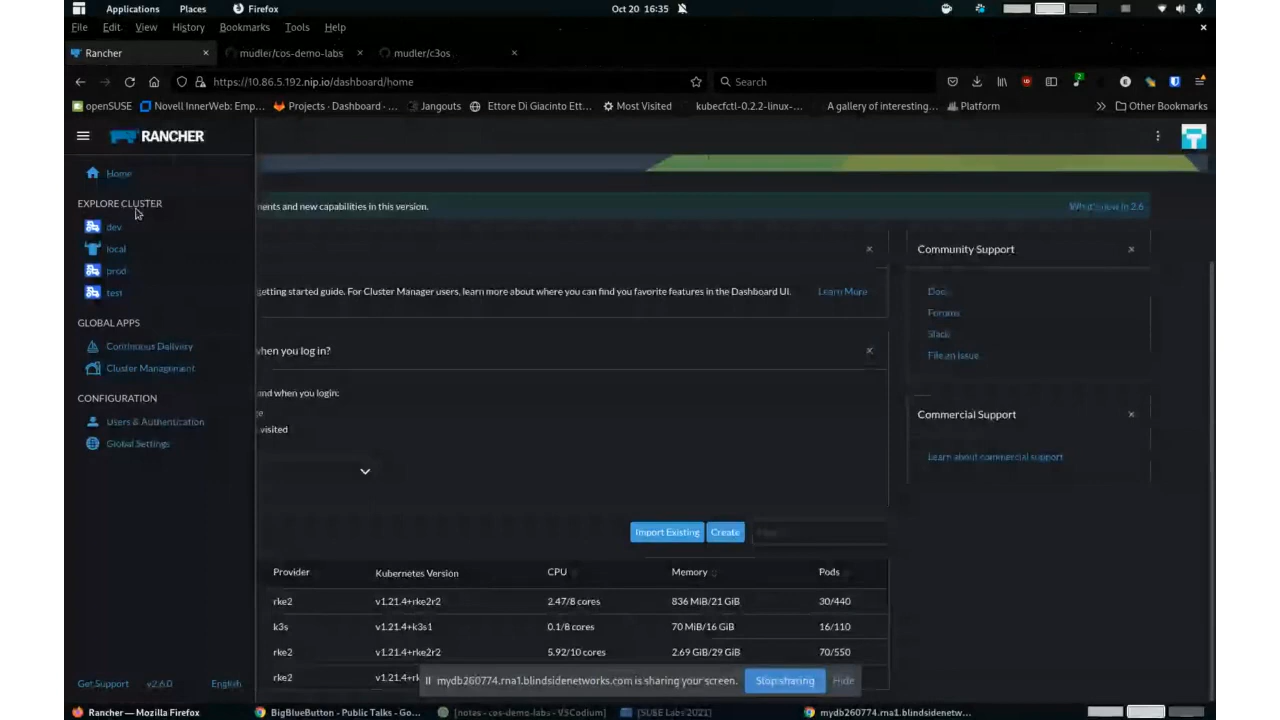 Applications Places Firefox Oct 20 16:35
File Edit View History Bookmarks Tools Help
Rancher mudler/cos-demo-labs mudler/c3os
https://10.86.5.192.nip.io/dashboard/home Search
openSUSE Novell InnerWeb: Emp... Projects · Dashboard · ... Jangouts Ettore Di Giacinto Ett... Most Visited kubecfctl-0.2.2-linux-... A gallery of interesting... Platform Other Bookmarks
RANCHER
Home
EXPLORE CLUSTER
dev
local
prod
test
GLOBAL APPS
Continuous Delivery
Cluster Management
CONFIGURATION
Users & Authentication
Global Settings
Get Support v2.6.0 English
ments and new capabilities in this version. What's new in 2.6
getting started guide. For Cluster Manager users, learn more about where you can find you favorite features in the Dashboard UI. Learn More
when you log in?
and when you login:
ge
visited
Import Existing Create
Provider Kubernetes Version CPU Memory Pods
rke2 v1.21.4+rke2r2 2.47/8 cores 836 MiB/21 GiB 30/440
k3s v1.21.4+k3s1 0.1/8 cores 70 MiB/16 GiB 16/110
rke2 v1.21.4+rke2r2 5.92/10 cores 2.69 GiB/29 GiB 70/550
rke2 v1.21.4+rk
Community Support
Docs
Forums
Slack
File an Issue
Commercial Support
Learn about commercial support
mydb260774.rna1.blindsidenetworks.com is sharing your screen. Stop sharing Hide
Rancher — Mozilla Firefox BigBlueButton - Public Talks - Go... [notes - cos-demo-labs - VSCodium] [SUSE Labs'2021] mydb260774.rna1.blindsidenetw...